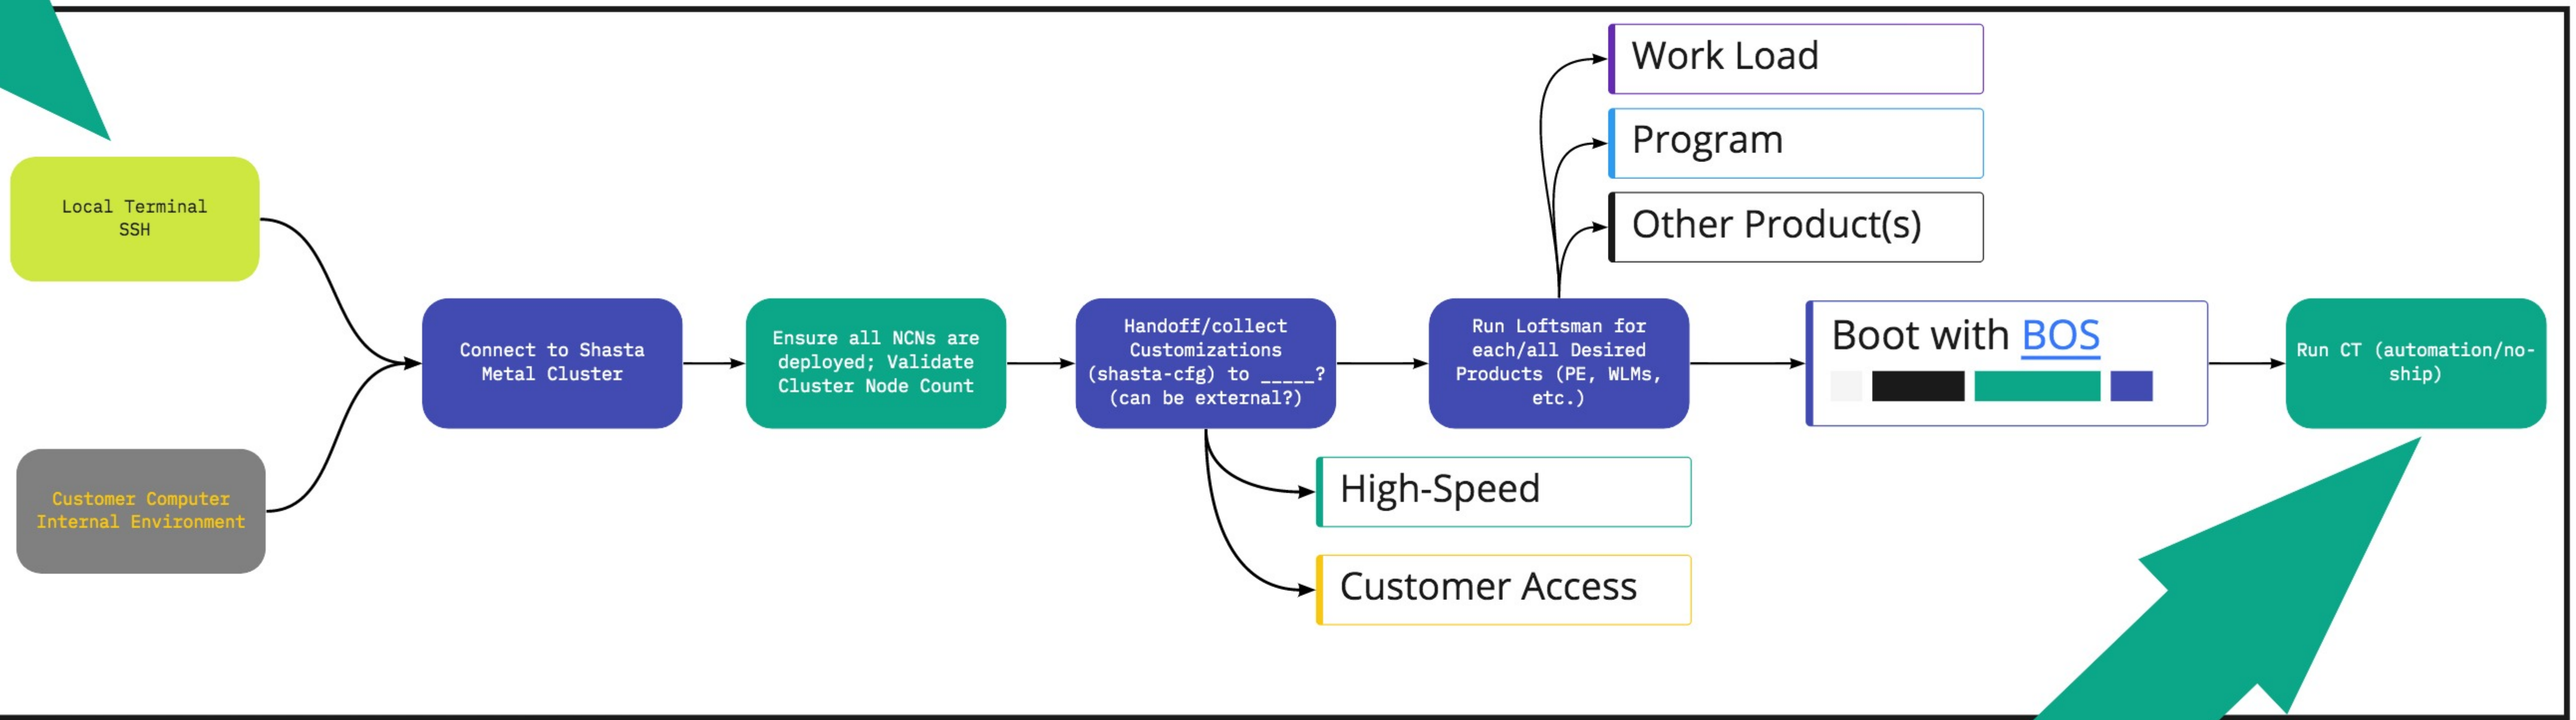 Work Load
Program
Other Product(s)
Local Terminal
SSH
Customer Computer
Internal Environment
Connect to Shasta
Metal Cluster
Ensure all NCNs are
deployed; Validate
Cluster Node Count
Handoff/collect
Customizations
(shasta-cfg) to _____?
(can be external?)
Run Loftsman for
each/all Desired
Products (PE, WLMs,
etc.)
Boot with BOS
Run CT (automation/no-
ship)
High-Speed
Customer Access